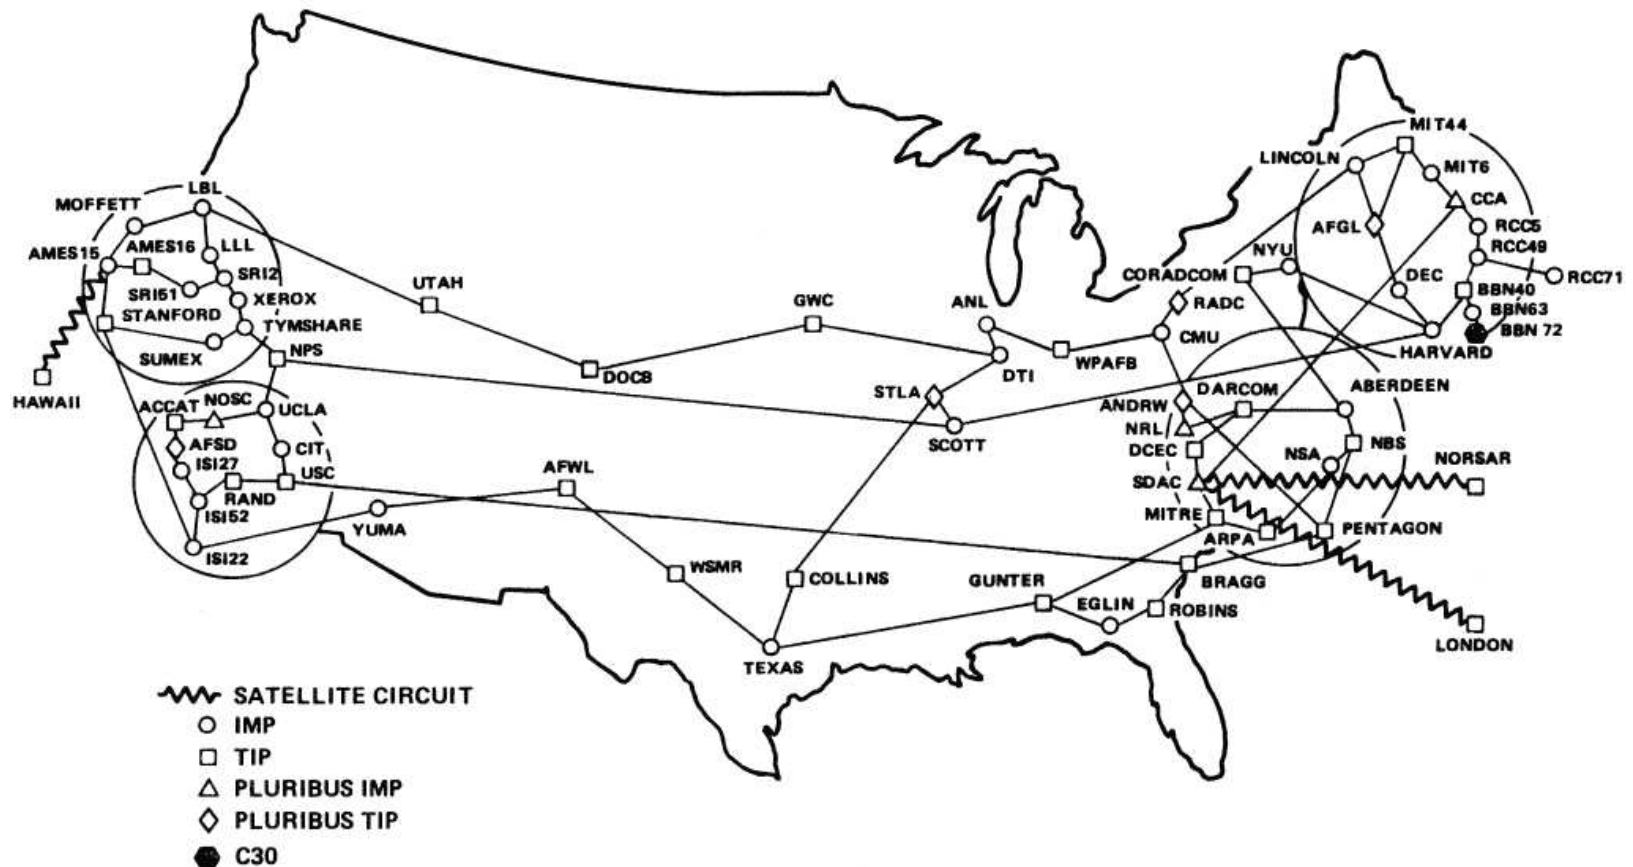 MIT44
LINCOLN
MIT6
LBL
CCA
MOFFETT
AFGL
RCC5
AMES16
LLL
RCC49
AMES15
NYU
SRI2
CORADCOM
DEC
RCC71
SRI51
XEROX
UTAH
GWC
ANL
RADC
BBN40
STANFORD
BBN63
TYMSHARE
CMU
BBN 72
SUMEX
NPS
WPAFB
HARVARD
HAWAII
DOCB
DTI
STLA
DARCOM
ABERDEEN
ACCAT
NOSC
UCLA
ANDRW
NRL
SCOTT
AFSD
CIT
DCEC
NSA
NBS
ISI27
NORSAR
AFWL
USC
SDAC
RAND
ISI52
MITRE
YUMA
PENTAGON
ARPA
ISI22
WSMR
COLLINS
GUNTER
BRAGG
EGLIN
ROBINS
LONDON
TEXAS
SATELLITE CIRCUIT
IMP
TIP
PLURIBUS IMP
PLURIBUS TIP
C30